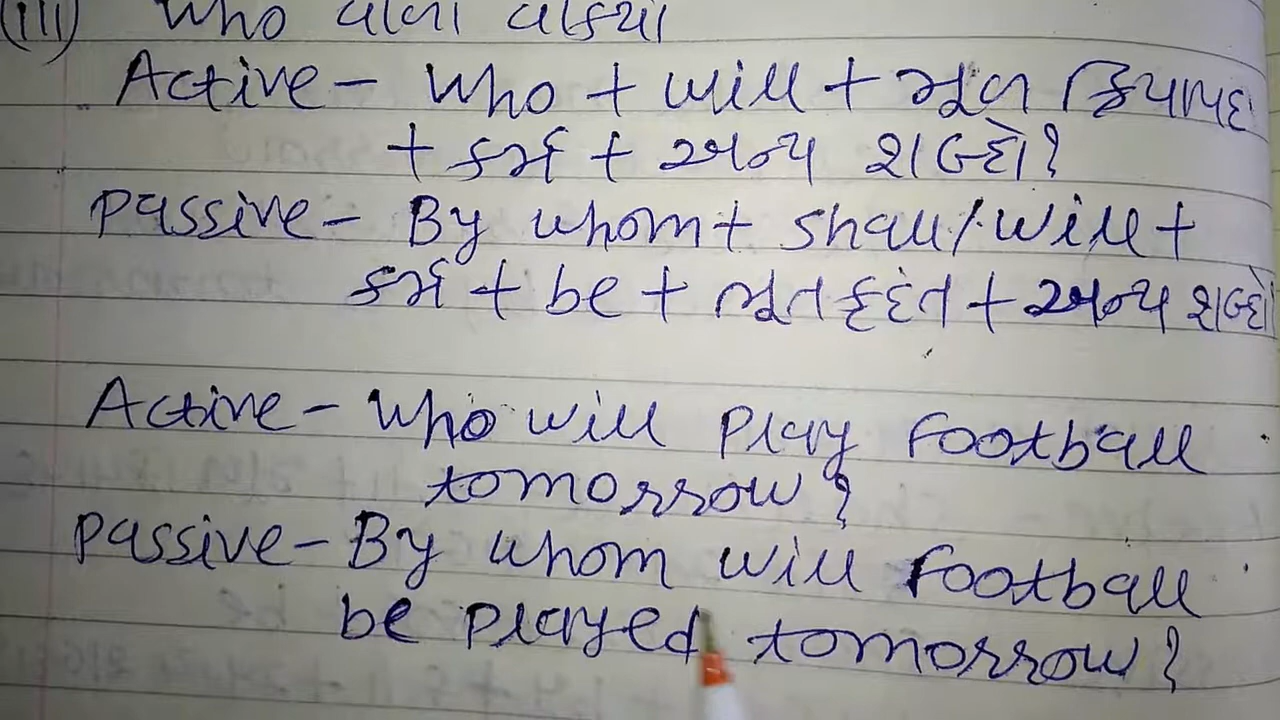 (iii) Who વાળા વાક્યો
Active - Who + will + મૂળ ક્રિયાપદ
+ કર્મ + અન્ય શબ્દો?
Passive - By whom + shall/will +
કર્મ + be + ભૂતકૃદંત + અન્ય શબ્દો
Active - Who will play football
tomorrow?
Passive - By whom will football
be played tomorrow?